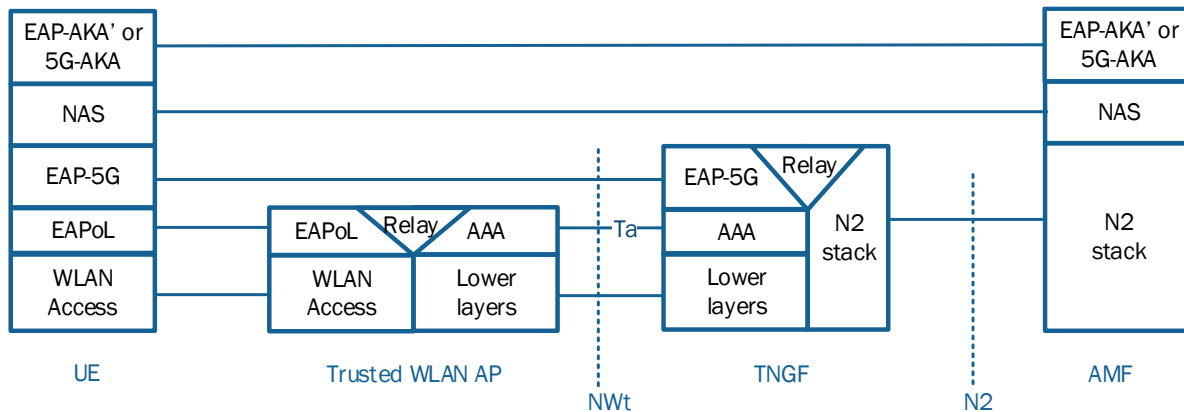 EAP-AKA’ or
5G-AKA
NAS
EAP-5G
EAPoL
WLAN
Access
UE
EAPoL
Relay
AAA
WLAN
Access
Lower
layers
Trusted WLAN AP
Ta
NWt
EAP-5G
Relay
AAA
N2
stack
Lower
layers
TNGF
N2
EAP-AKA’ or
5G-AKA
NAS
N2
stack
AMF